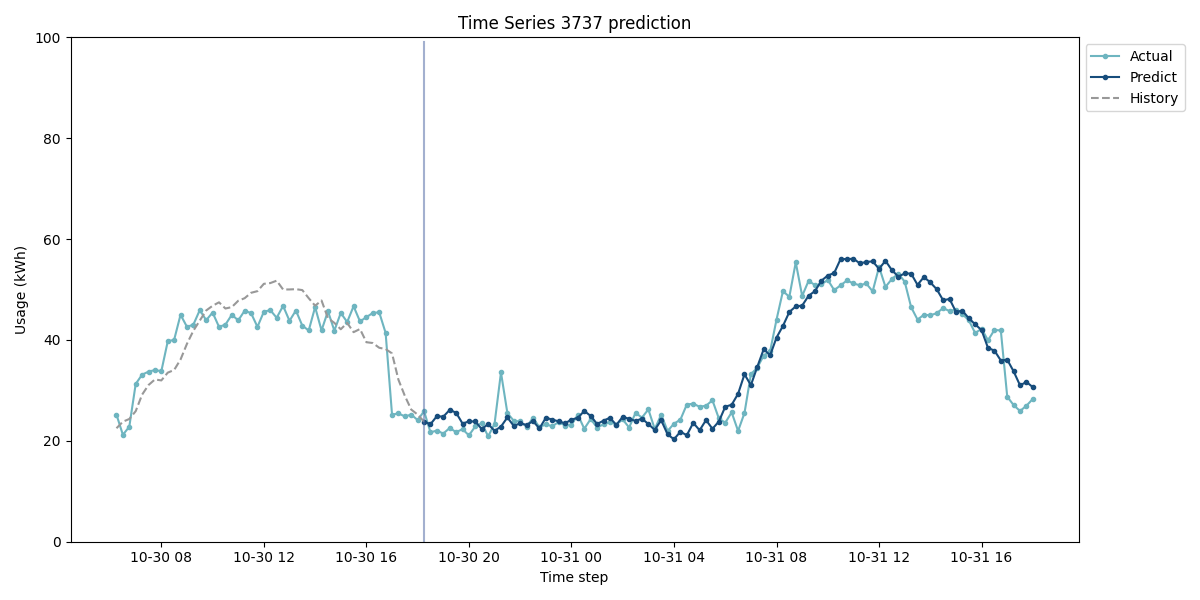 Time Series 3737 prediction
100
80
60
40
20
0
Usage (kWh)
10-30 08
10-30 12
10-30 16
10-30 20
10-31 00
10-31 04
10-31 08
10-31 12
10-31 16
Time step
Actual
Predict
History